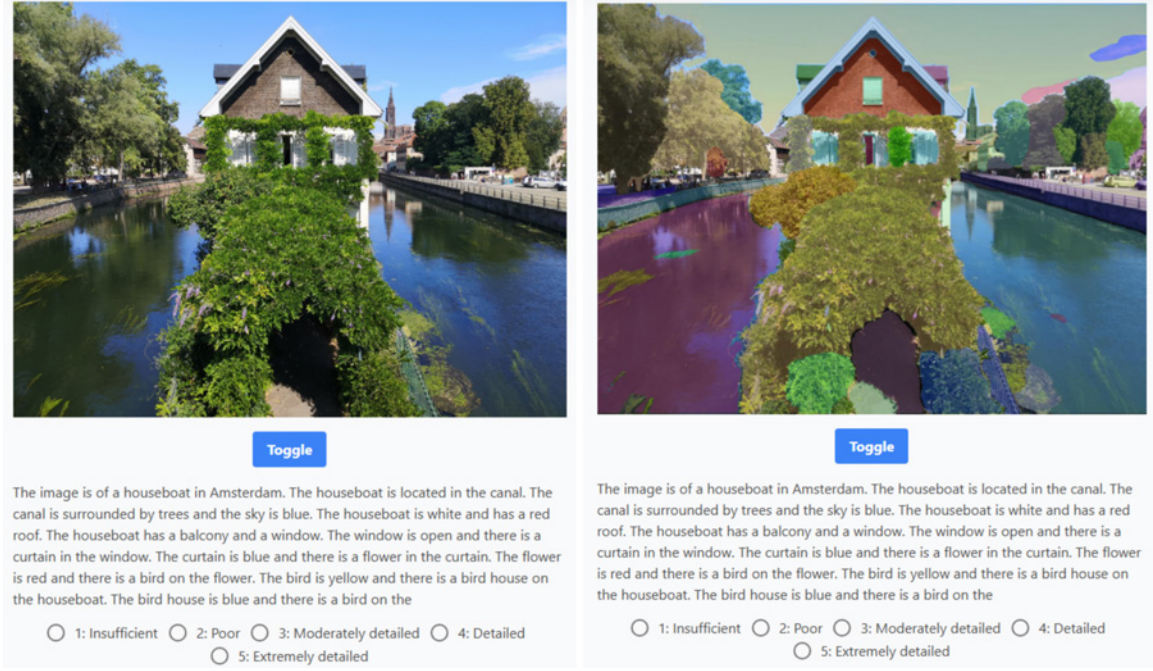 Toggle
The image is of a houseboat in Amsterdam. The houseboat is located in the canal. The
canal is surrounded by trees and the sky is blue. The houseboat is white and has a red
roof. The houseboat has a balcony and a window. The window is open and there is a
curtain in the window. The curtain is blue and there is a flower in the curtain. The flower
is red and there is a bird on the flower. The bird is yellow and there is a bird house on
the houseboat. The bird house is blue and there is a bird on the
1: Insufficient 2: Poor 3: Moderately detailed 4: Detailed
5: Extremely detailed
Toggle
The image is of a houseboat in Amsterdam. The houseboat is located in the canal. The
canal is surrounded by trees and the sky is blue. The houseboat is white and has a red
roof. The houseboat has a balcony and a window. The window is open and there is a
curtain in the window. The curtain is blue and there is a flower in the curtain. The flower
is red and there is a bird on the flower. The bird is yellow and there is a bird house on
the houseboat. The bird house is blue and there is a bird on the
1: Insufficient 2: Poor 3: Moderately detailed 4: Detailed
5: Extremely detailed